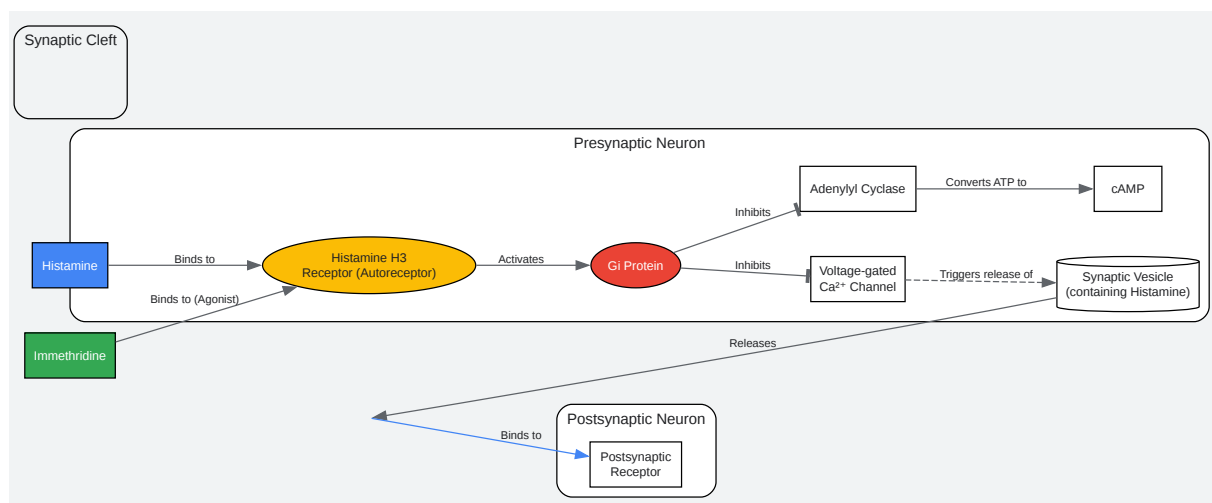 Synaptic Cleft
Presynaptic Neuron
Adenylyl Cyclase
Converts ATP to
cAMP
Inhibits
Histamine
Binds to
Histamine H3
Receptor (Autoreceptor)
Activates
Gi Protein
Inhibits
Voltage-gated
Ca²⁺ Channel
Triggers release of
Synaptic Vesicle
(containing Histamine)
Binds to (Agonist)
Immethridine
Releases
Postsynaptic Neuron
Binds to
Postsynaptic
Receptor